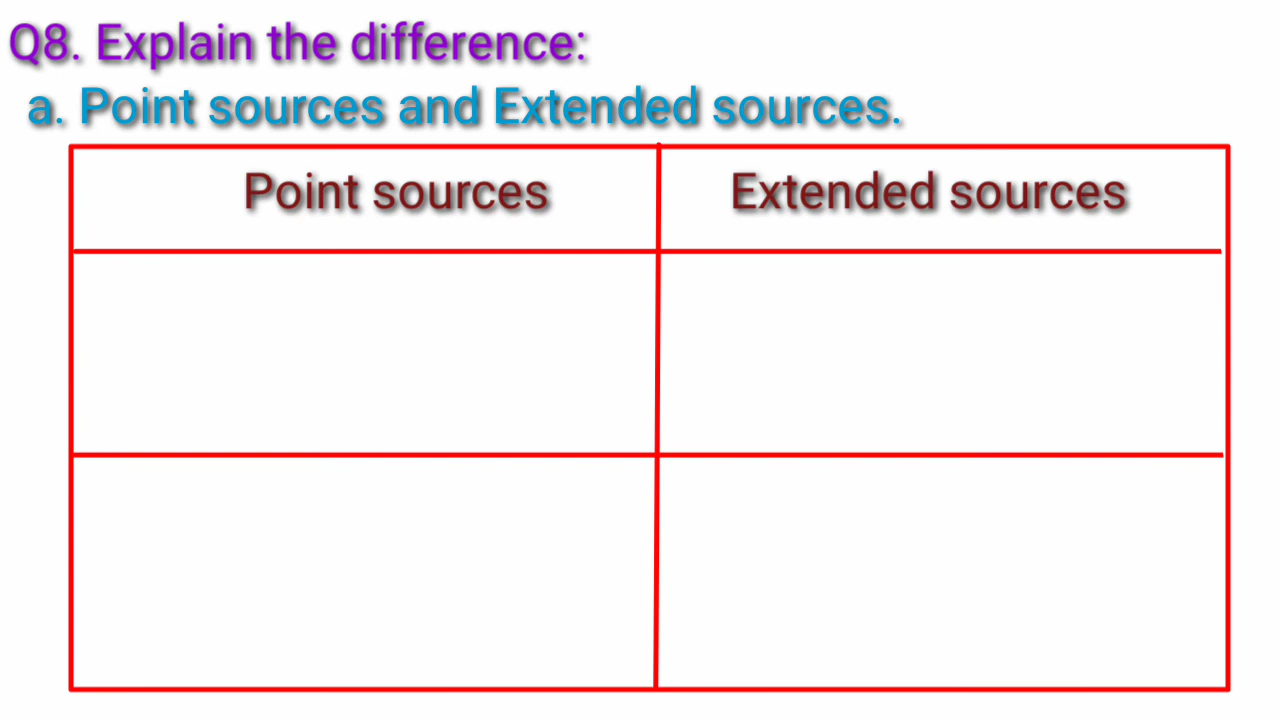 Q8. Explain the difference:
a. Point sources and Extended sources.
Point sources
Extended sources